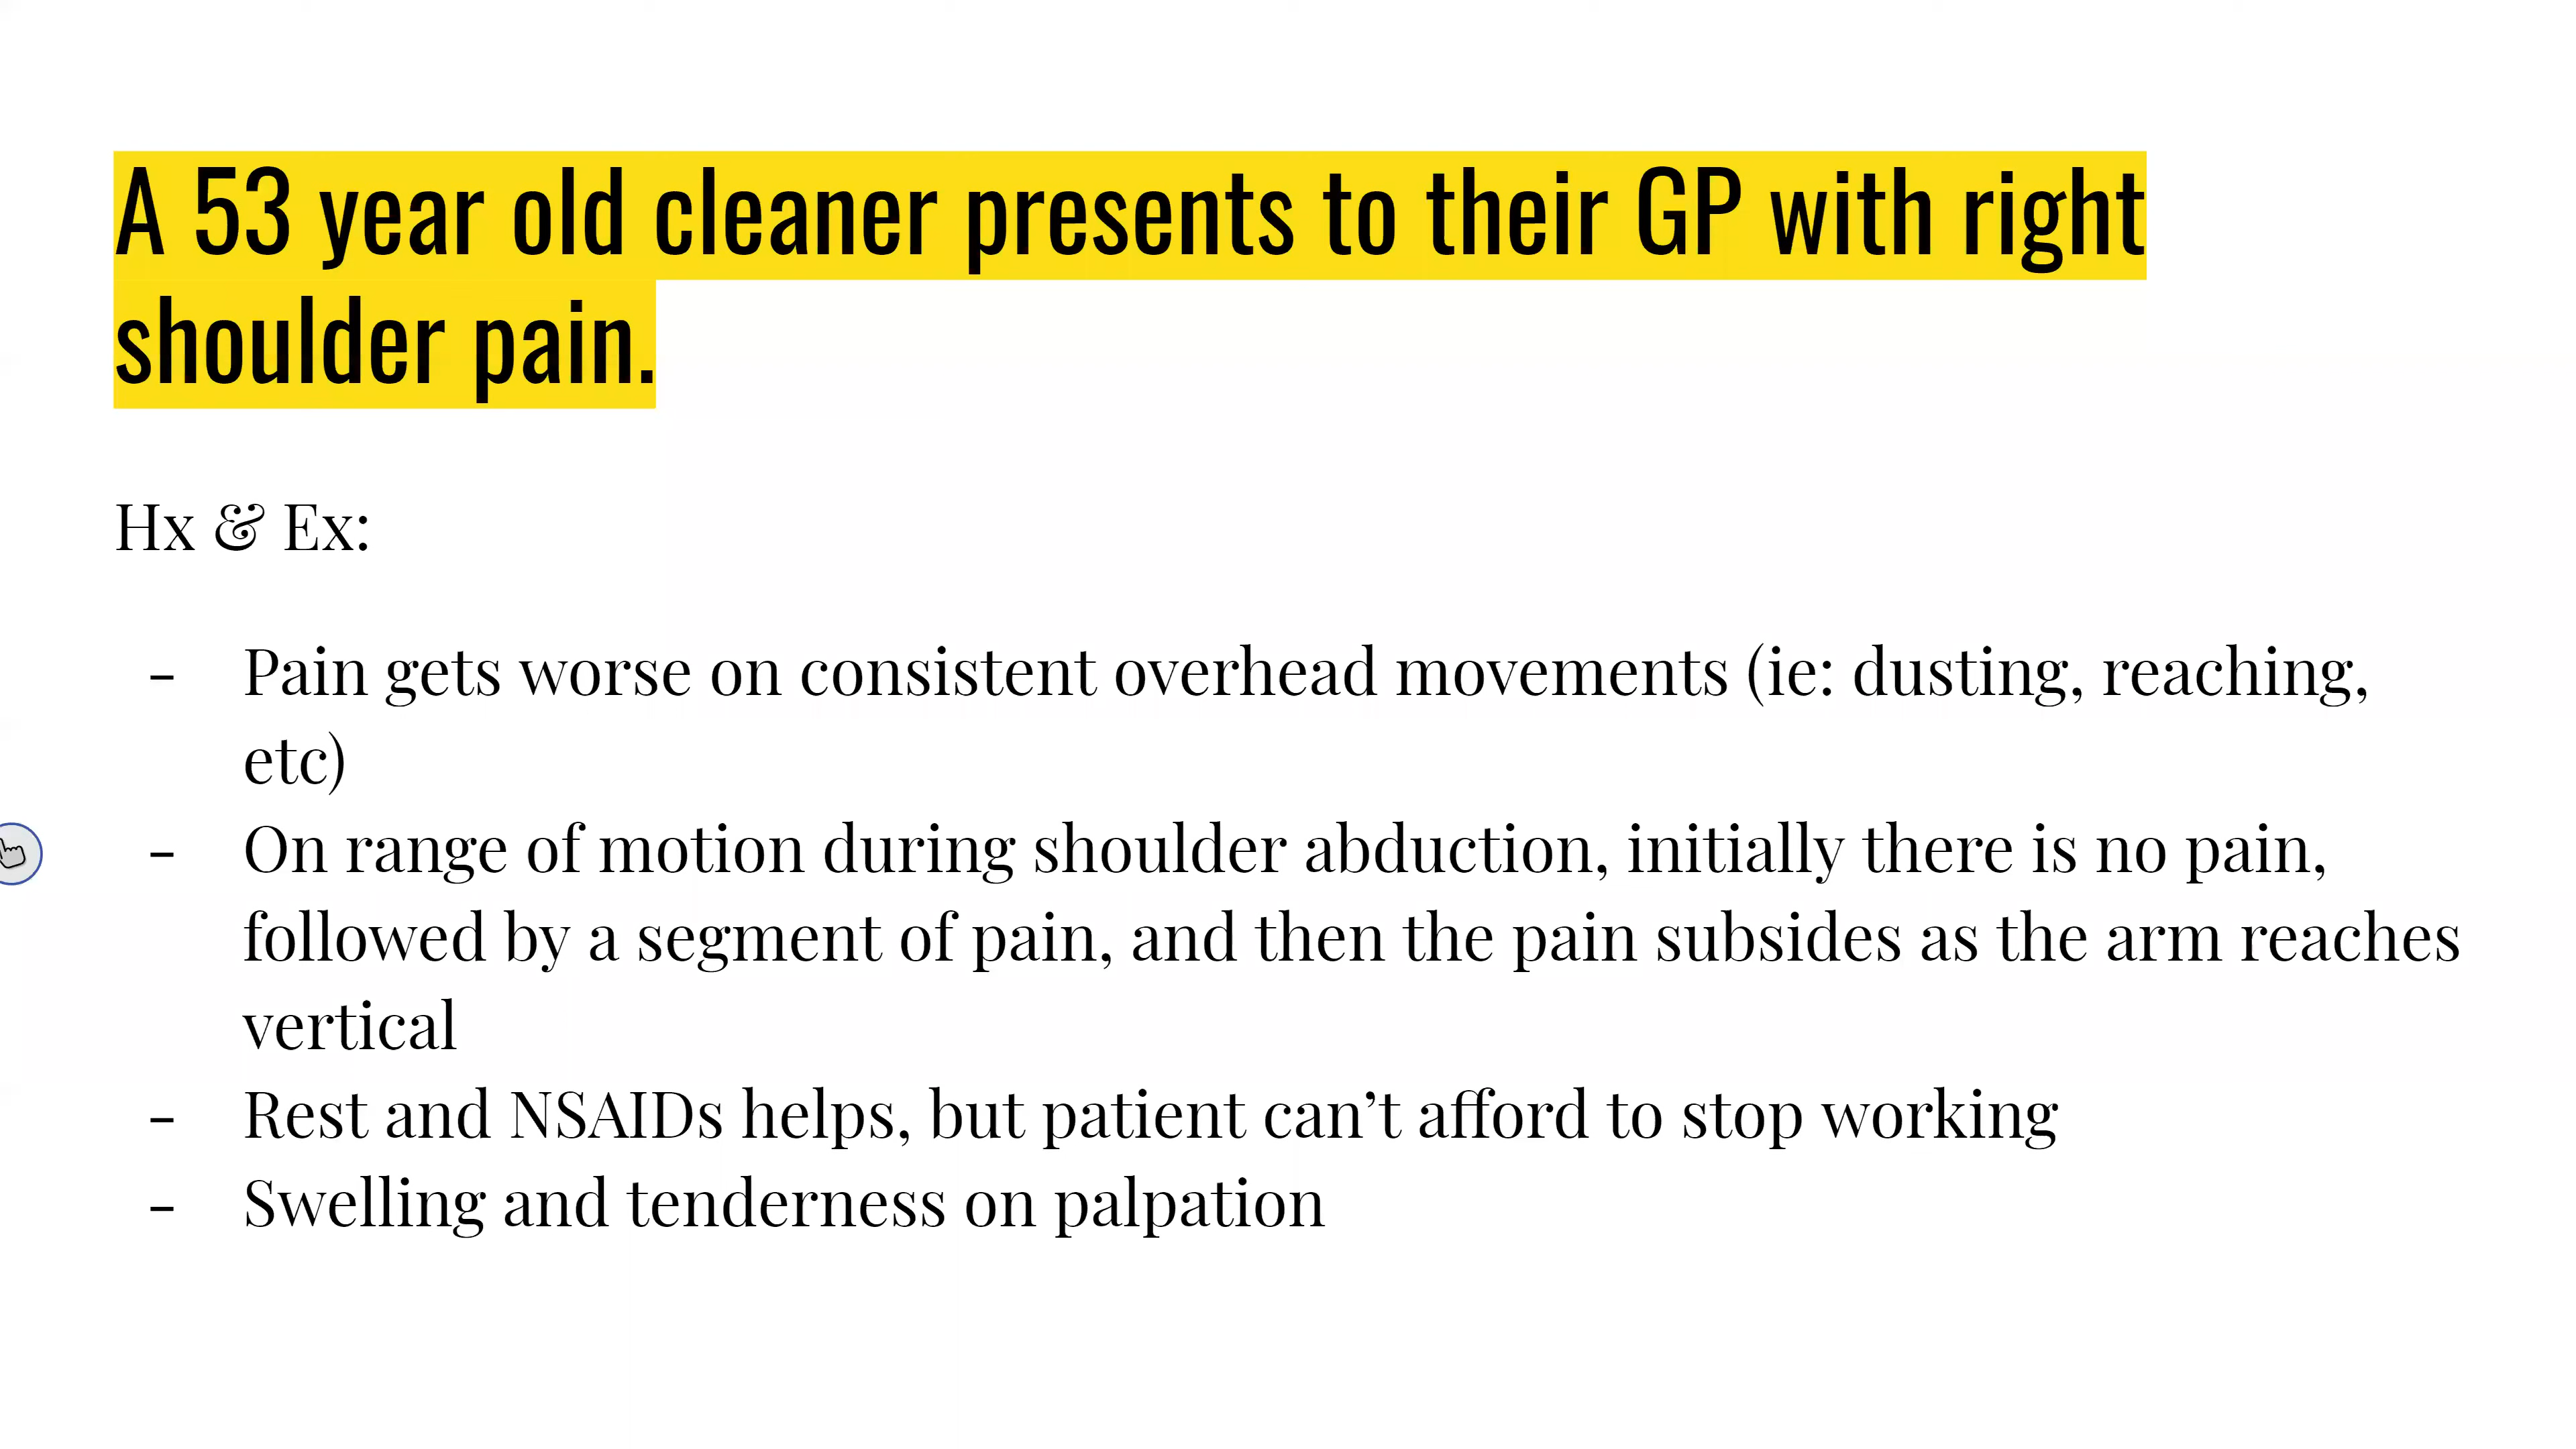 A 53 year old cleaner presents to their GP with right
shoulder pain.
Hx & Ex:
- Pain gets worse on consistent overhead movements (ie: dusting, reaching,
etc)
- On range of motion during shoulder abduction, initially there is no pain,
followed by a segment of pain, and then the pain subsides as the arm reaches
vertical
- Rest and NSAIDs helps, but patient can’t afford to stop working
- Swelling and tenderness on palpation